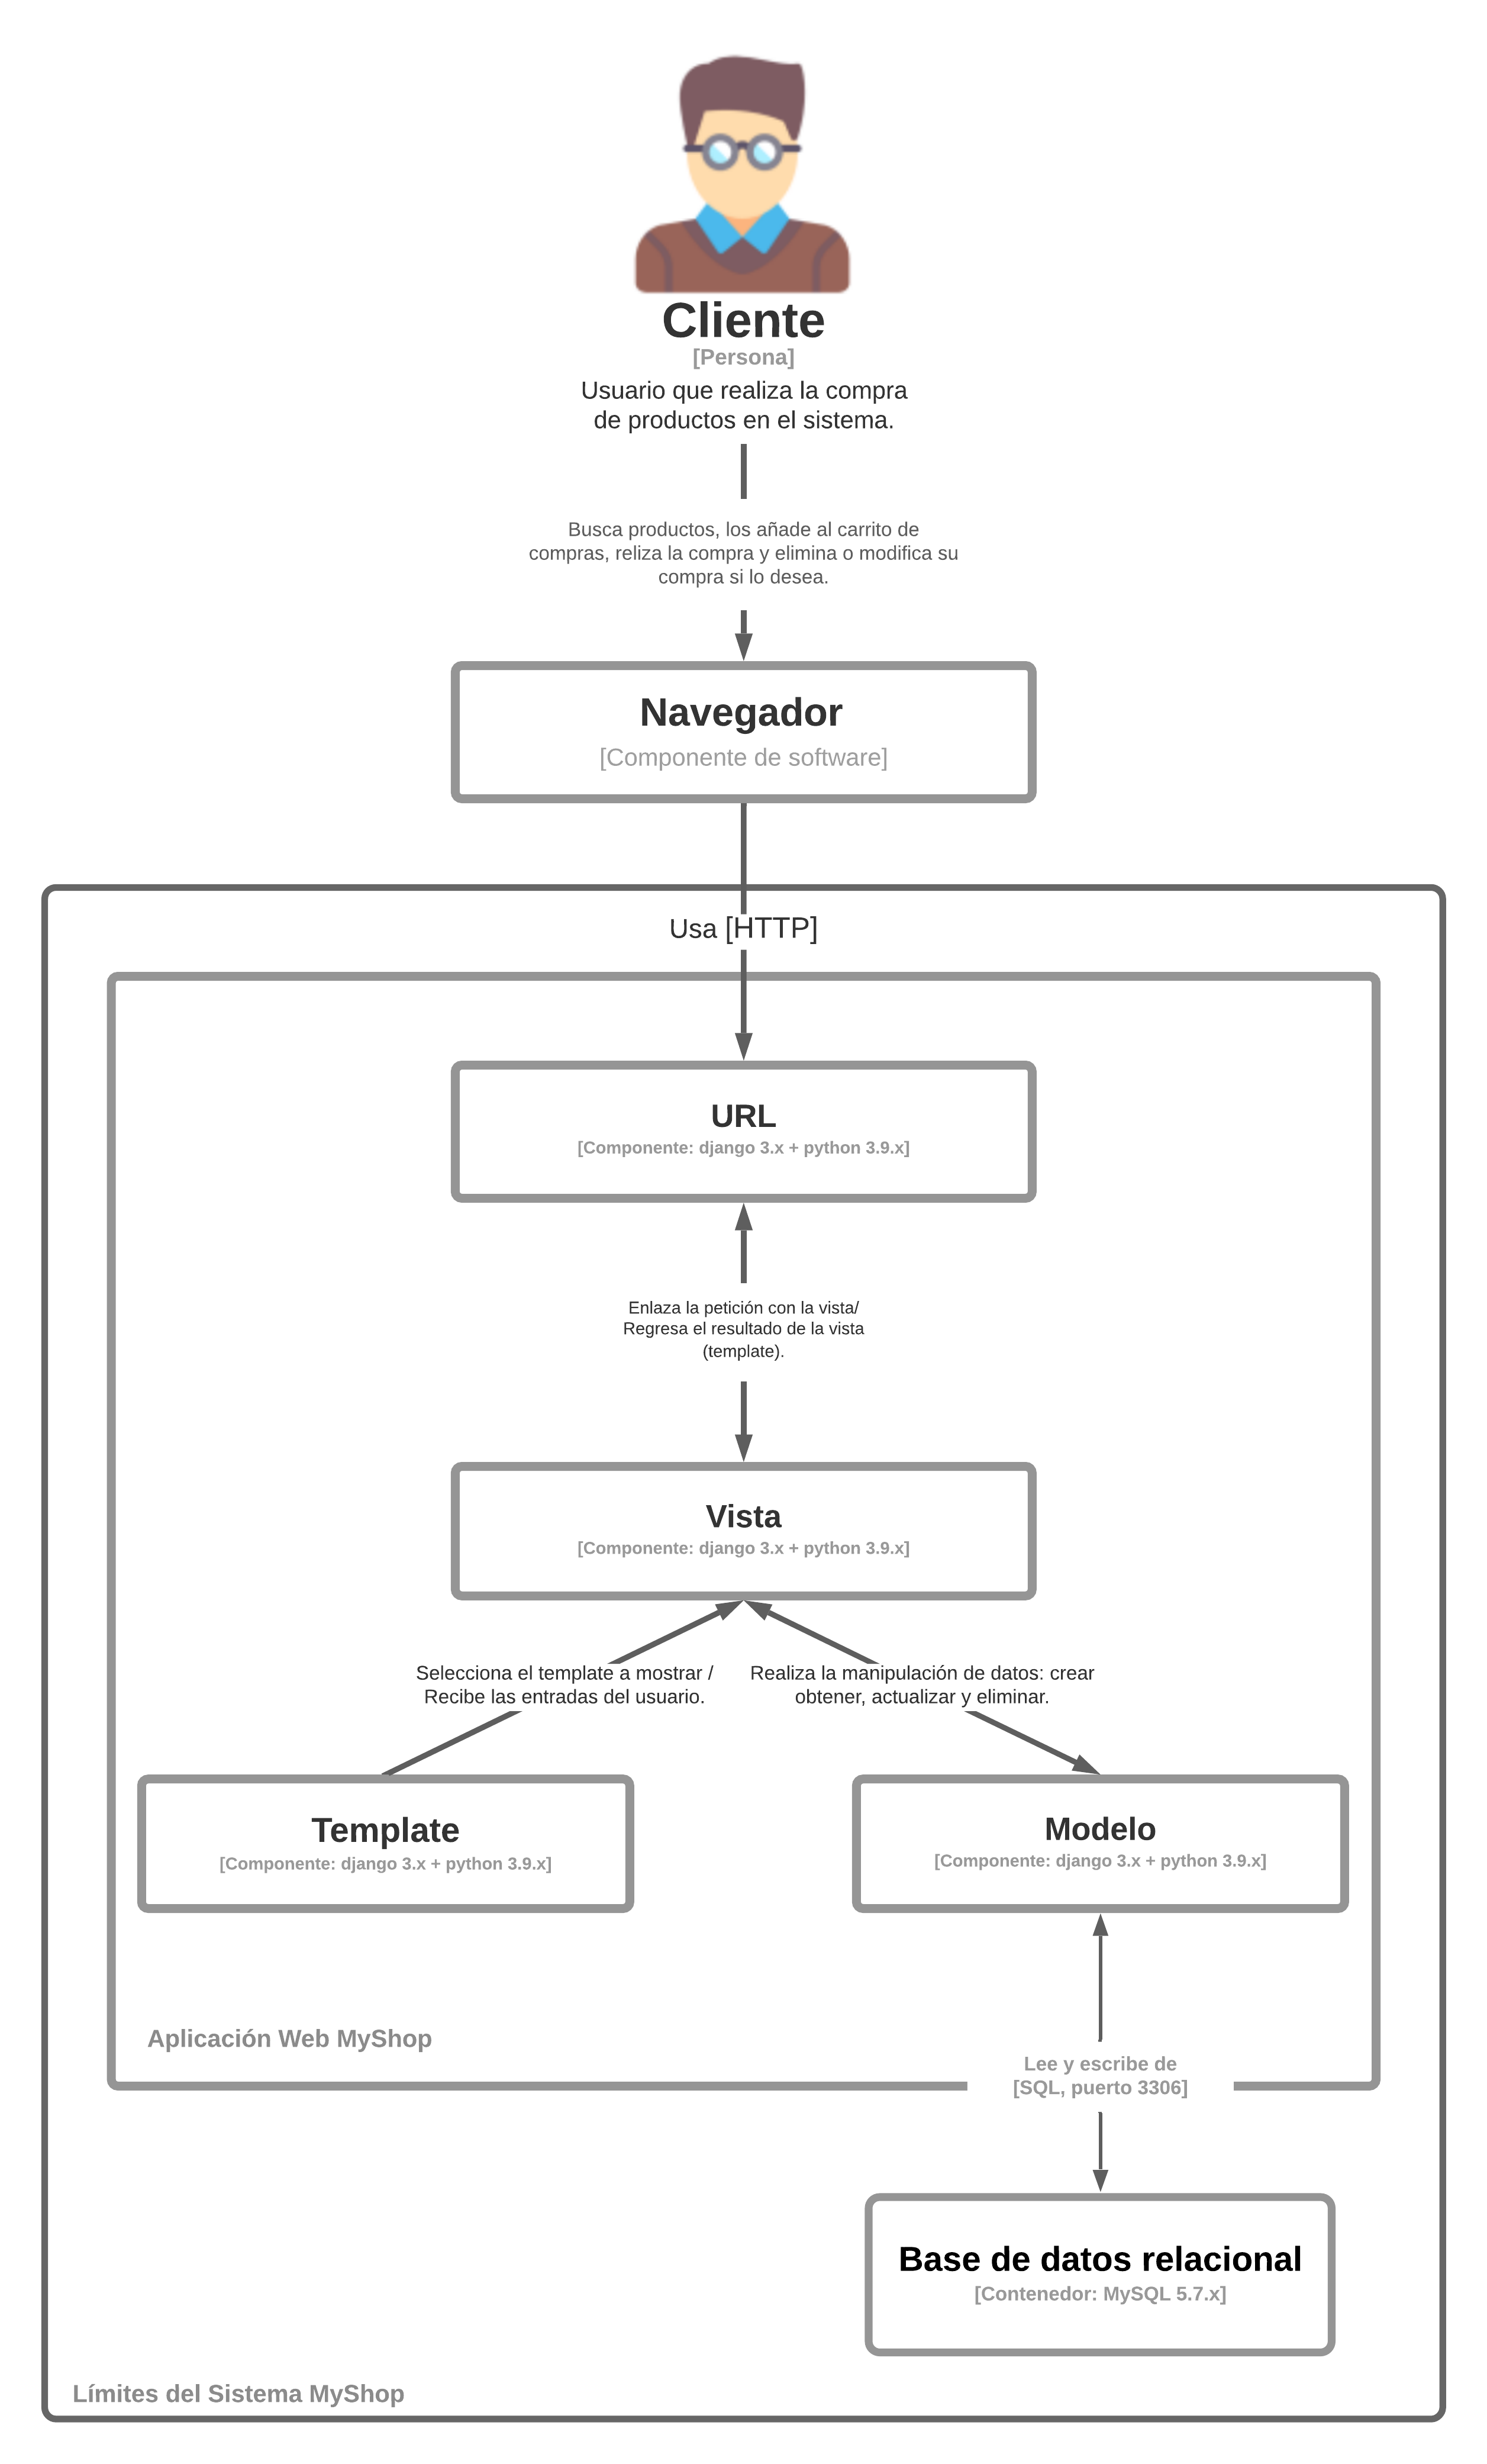 Cliente
[Persona]
Usuario que realiza la compra
de productos en el sistema.
Busca productos, los añade al carrito de
compras, reliza la compra y elimina o modifica su
compra si lo desea.
Navegador
[Componente de software]
Usa [HTTP]
URL
[Componente: django 3.x + python 3.9.x]
Enlaza la petición con la vista/
Regresa el resultado de la vista
(template).
Vista
[Componente: django 3.x + python 3.9.x]
Selecciona el template a mostrar /
Recibe las entradas del usuario.
Realiza la manipulación de datos: crear
obtener, actualizar y eliminar.
Template
[Componente: django 3.x + python 3.9.x]
Modelo
[Componente: django 3.x + python 3.9.x]
Aplicación Web MyShop
Lee y escribe de
[SQL, puerto 3306]
Base de datos relacional
[Contenedor: MySQL 5.7.x]
Límites del Sistema MyShop